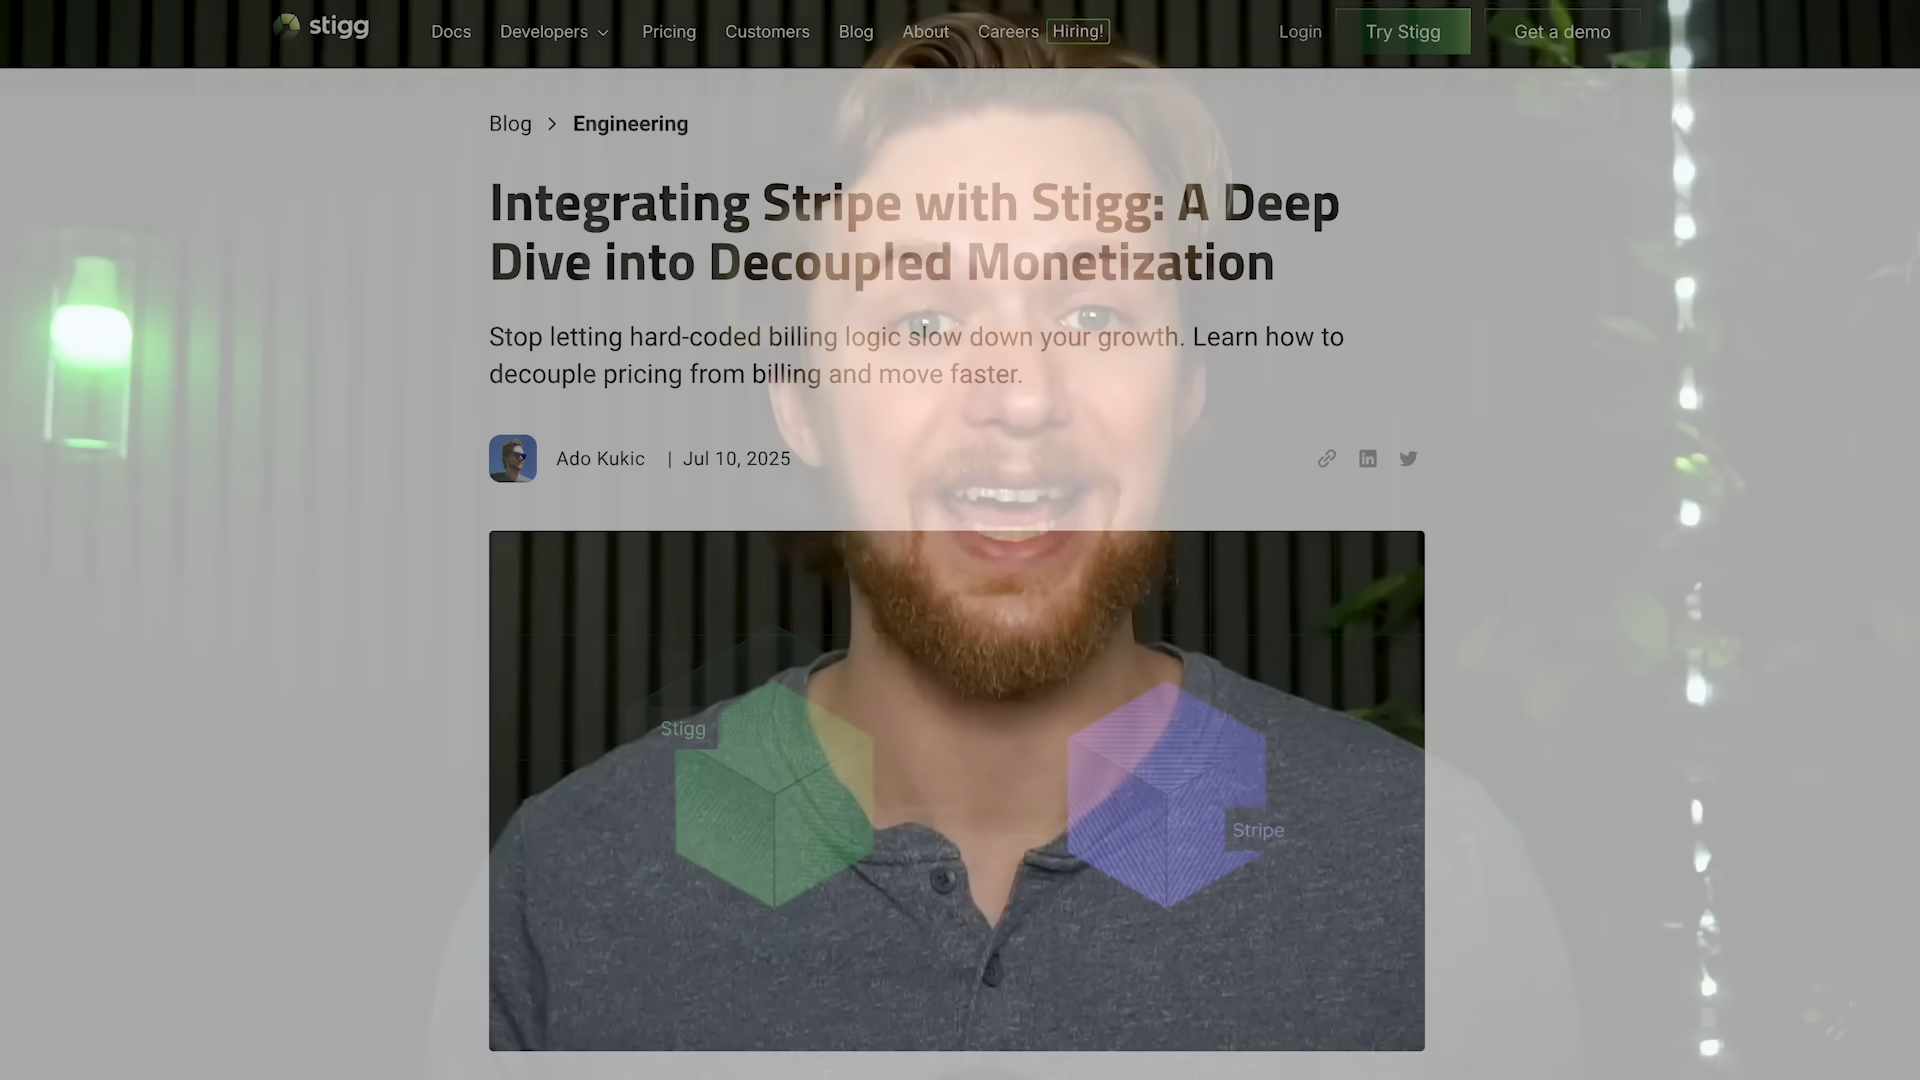 stigg
Docs
Developers
Pricing
Customers
Blog
About
Careers
Hiring!
Login
Try Stigg
Get a demo
Blog > Engineering
Integrating Stripe with Stigg: A Deep
Dive into Decoupled Monetization
Stop letting hard-coded billing logic slow down your growth. Learn how to
decouple pricing from billing and move faster.
Ado Kukic | Jul 10, 2025
Stigg
Stripe